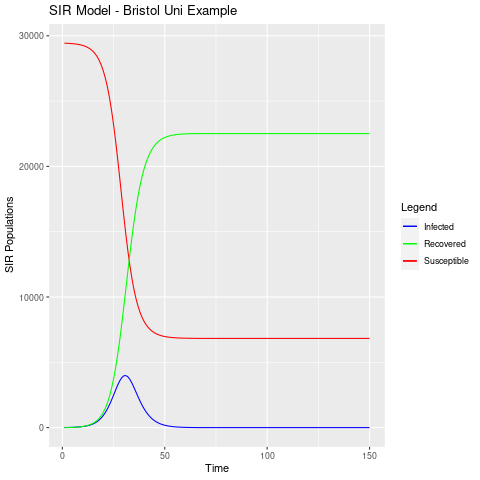 SIR Model - Bristol Uni Example
30000
20000
10000
0
SIR Populations
0
50
100
150
Time
Legend
Infected
Recovered
Susceptible